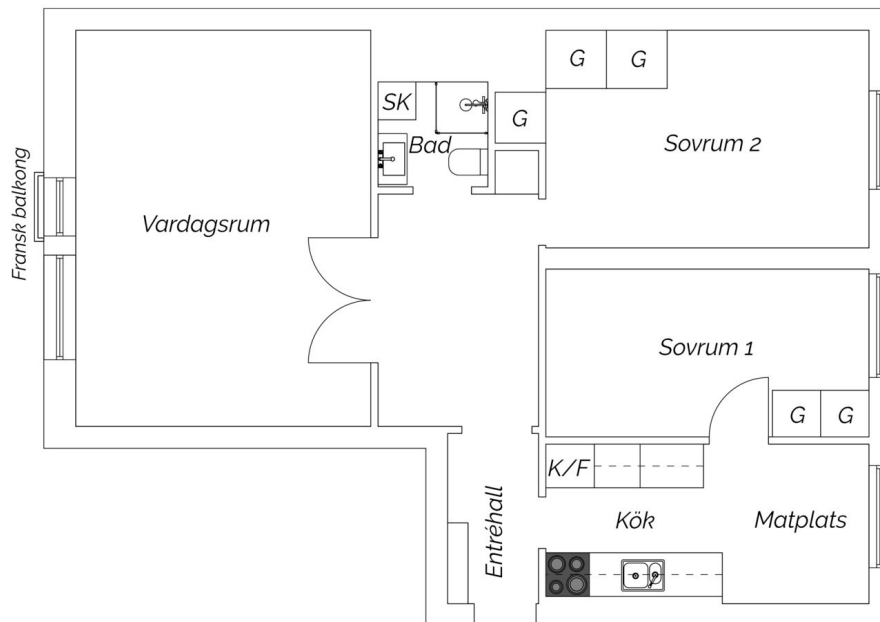 G
G
SK
G
Bad
Sovrum 2
Fransk balkong
Vardagsrum
Sovrum 1
G
G
K/F
Entréhall
Kök
Matplats